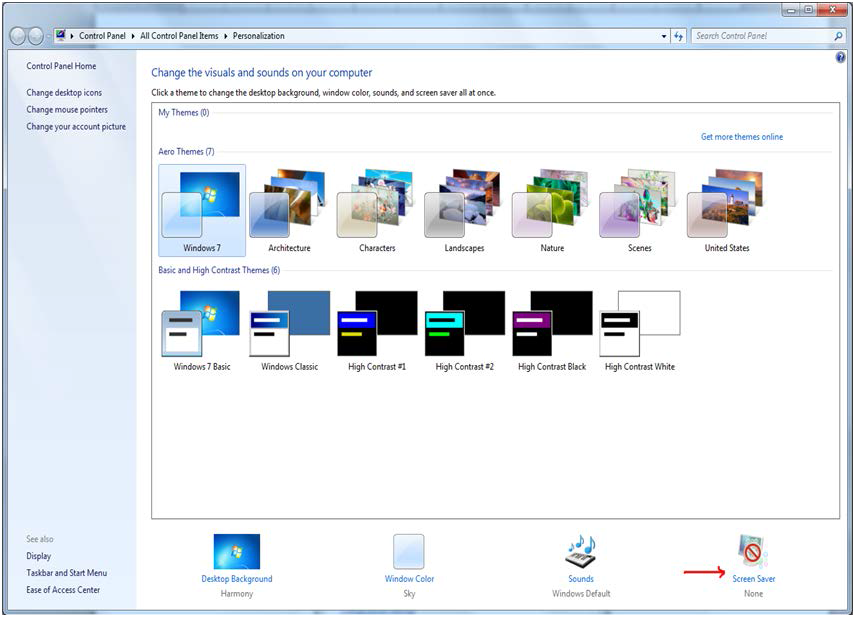 Control Panel ▸ All Control Panel Items ▸ Personalization
Search Control Panel
Control Panel Home
Change desktop icons
Change mouse pointers
Change your account picture
Change the visuals and sounds on your computer
Click a theme to change the desktop background, window color, sounds, and screen saver all at once.
My Themes (0)
Get more themes online
Aero Themes (7)
Windows 7 Architecture Characters Landscapes Nature Scenes United States
Basic and High Contrast Themes (6)
Windows 7 Basic Windows Classic High Contrast #1 High Contrast #2 High Contrast Black High Contrast White
See also
Display
Taskbar and Start Menu
Ease of Access Center
Desktop Background Window Color Sounds Screen Saver
Harmony Sky Windows Default None